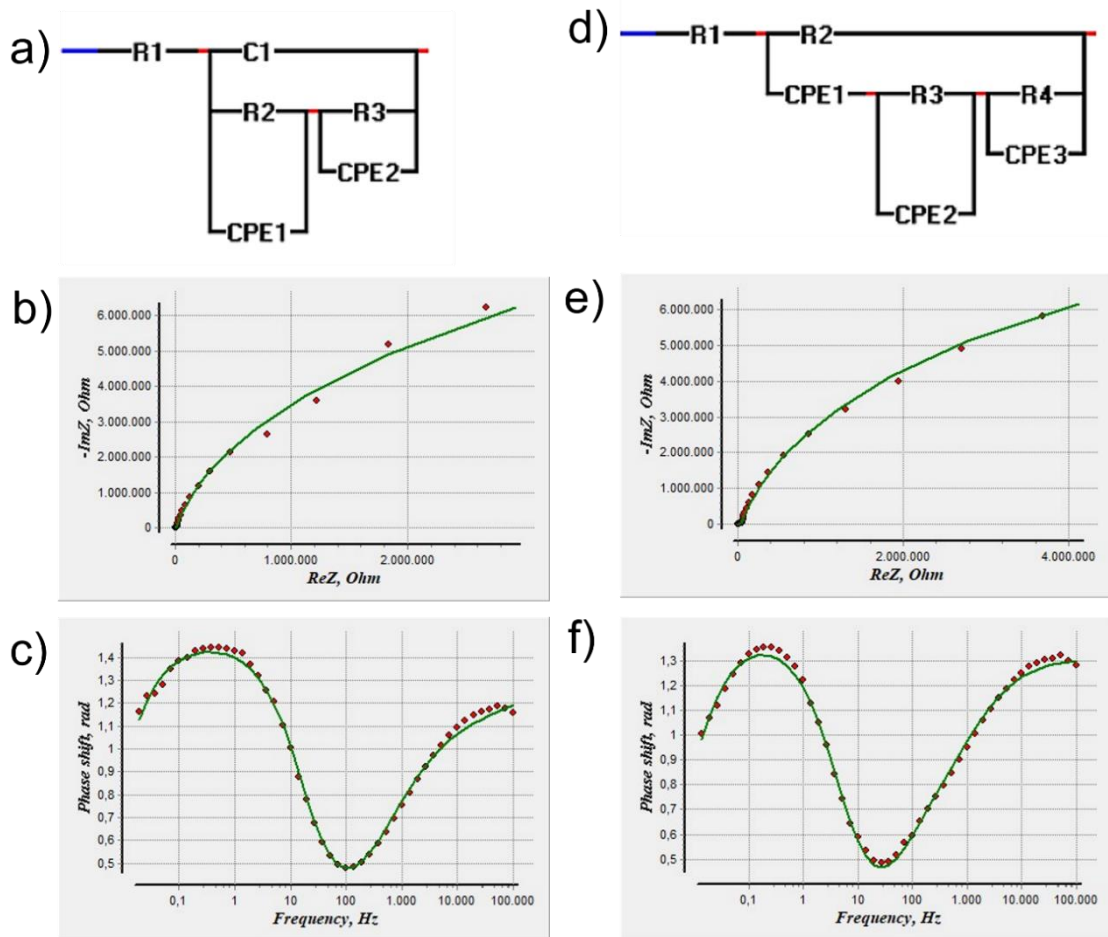 a)
R1
C1
R2
R3
CPE2
CPE1
b)
-ImZ, Ohm
6.000.000
5.000.000
4.000.000
3.000.000
2.000.000
1.000.000
0
0
1.000.000
2.000.000
ReZ, Ohm
c)
Phase shift, rad
1,4
1,3
1,2
1,1
1
0,9
0,8
0,7
0,6
0,5
0,1
1
10
100
1.000
10.000
100.000
Frequency, Hz
d)
R1
R2
CPE1
R3
R4
CPE3
CPE2
e)
-ImZ, Ohm
6.000.000
5.000.000
4.000.000
3.000.000
2.000.000
1.000.000
0
0
2.000.000
4.000.000
ReZ, Ohm
f)
Phase shift, rad
1,3
1,2
1,1
1
0,9
0,8
0,7
0,6
0,5
0,1
1
10
100
1.000
10.000
100.000
Frequency, Hz